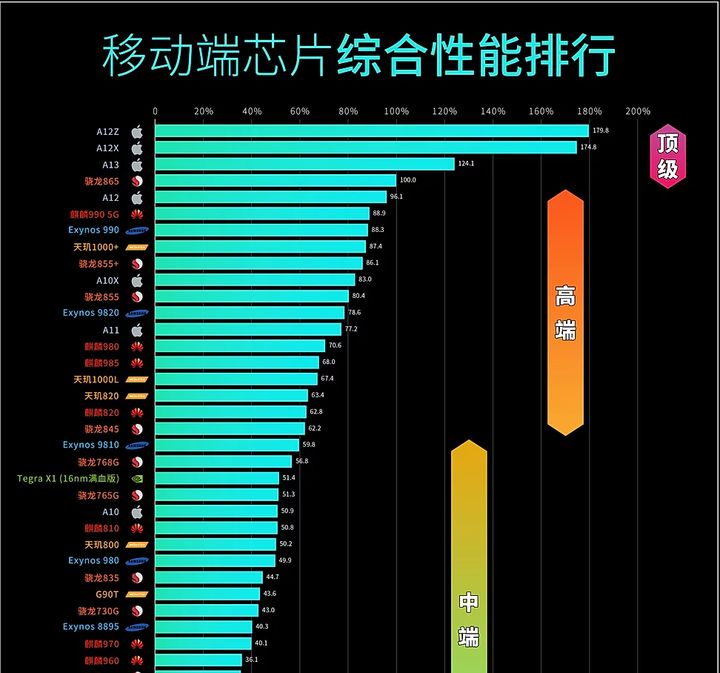 移动端芯片综合性能排行
0 20% 40% 60% 80% 100% 120% 140% 160% 180% 200%
A12Z 179.8
A12X 174.8
A13 124.1
骁龙865 100.0
A12 96.1
麒麟990 5G 88.9
Exynos 990 88.3
天玑1000+ 87.4
骁龙855+ 86.1
A10X 83.0
骁龙855 80.4
Exynos 9820 78.6
A11 77.2
麒麟980 70.6
麒麟985 68.0
天玑1000L 67.4
天玑820 63.4
麒麟820 62.8
骁龙845 62.2
Exynos 9810 59.8
骁龙768G 56.8
Tegra X1 (16nm满血版) 51.4
骁龙765G 51.3
A10 50.9
麒麟810 50.8
天玑800 50.2
Exynos 980 49.9
骁龙835 44.7
G90T 43.6
骁龙730G 43.0
Exynos 8895 40.3
麒麟970 40.1
麒麟960 36.1
顶级
高端
中端